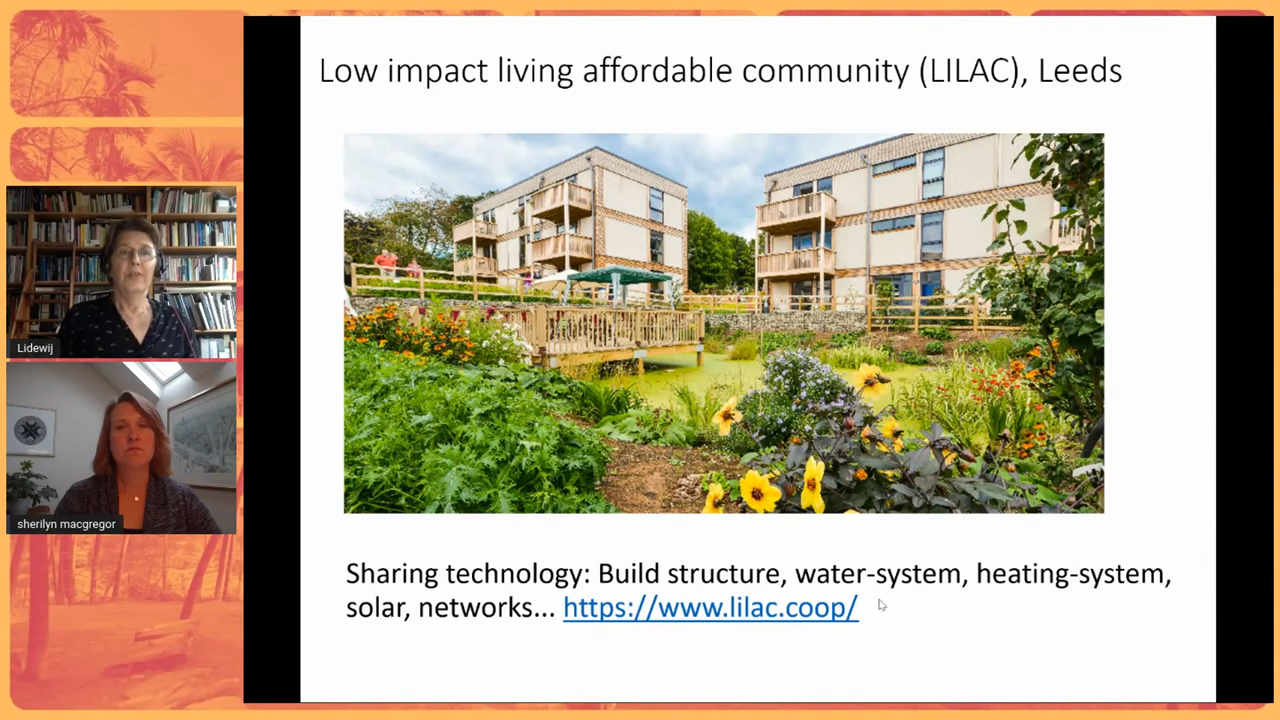 Low impact living affordable community (LILAC), Leeds
Lidewij
sherilyn macgregor
Sharing technology: Build structure, water-system, heating-system,
solar, networks... https://www.lilac.coop/